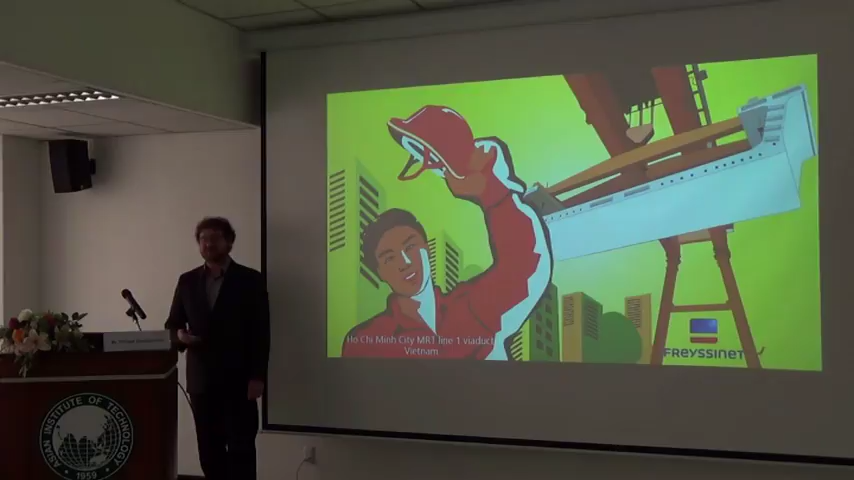 Ho Chi Minh City MRT line 1 viaduct
Vietnam
FREYSSINET
ASIAN INSTITUTE OF TECHNOLOGY
1959